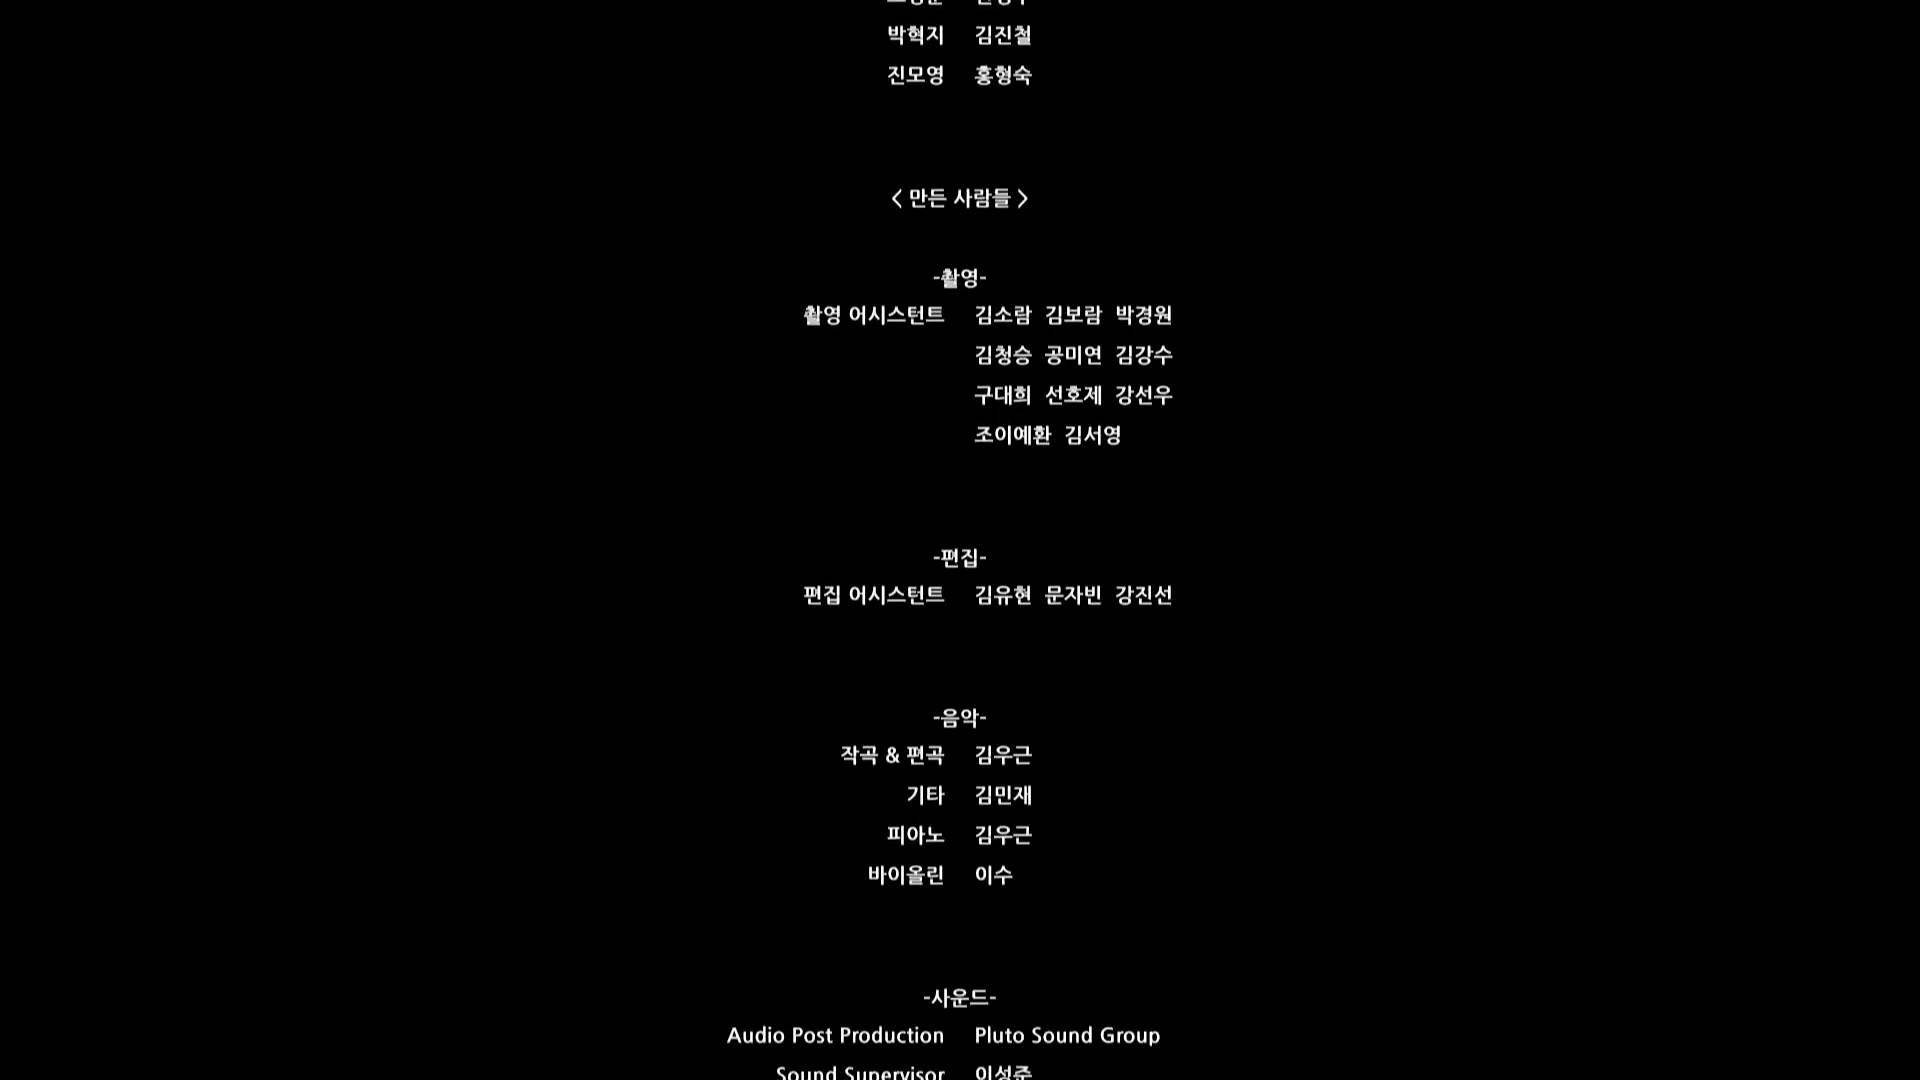 박혁지 김진철
진모영 홍형숙
< 만든 사람들 >
-촬영-
촬영 어시스턴트 김소람 김보람 박경원
김청승 공미연 김강수
구대희 선호제 강선우
조이예환 김서영
-편집-
편집 어시스턴트 김유현 문자빈 강진선
-음악-
작곡 & 편곡 김우근
기타 김민재
피아노 김우근
바이올린 이수
-사운드-
Audio Post Production Pluto Sound Group
Sound Supervisor 이성준